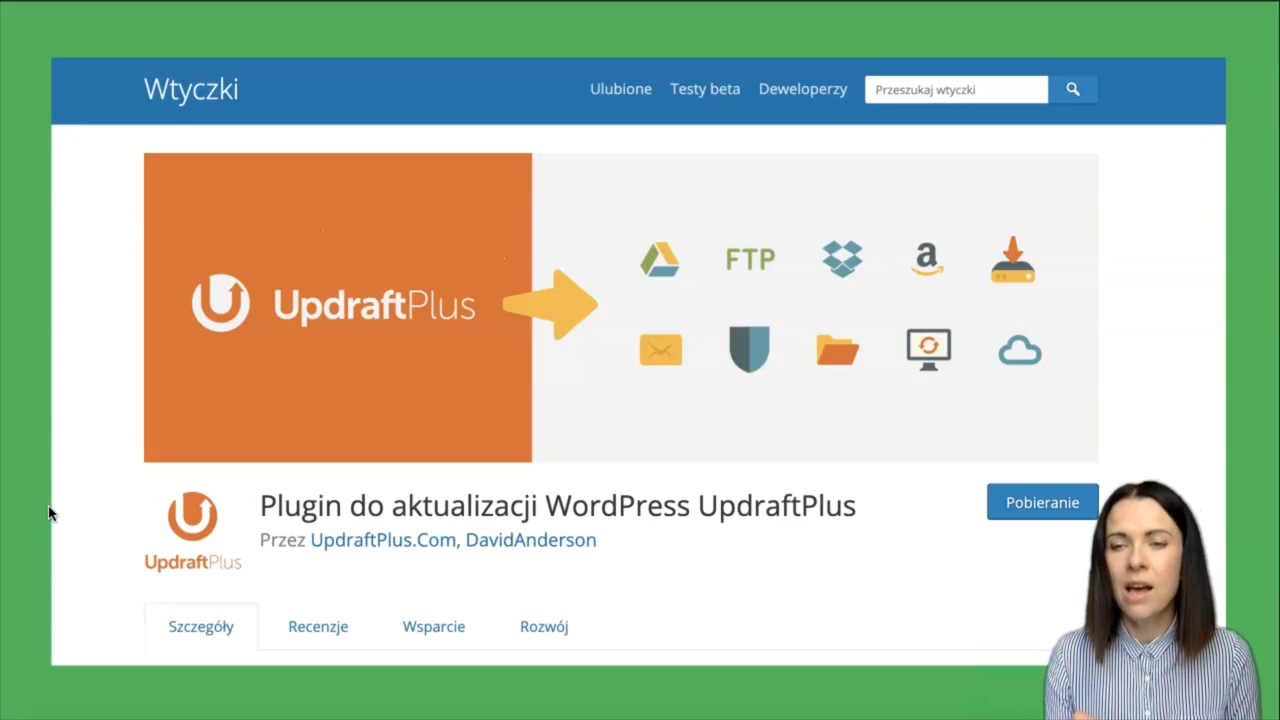 Wtyczki
Ulubione Testy beta Deweloperzy Przeszukaj wtyczki
UpdraftPlus
FTP
a
Plugin do aktualizacji WordPress UpdraftPlus
Pobieranie
Przez UpdraftPlus.Com, DavidAnderson
UpdraftPlus
Szczegóły Recenzje Wsparcie Rozwój